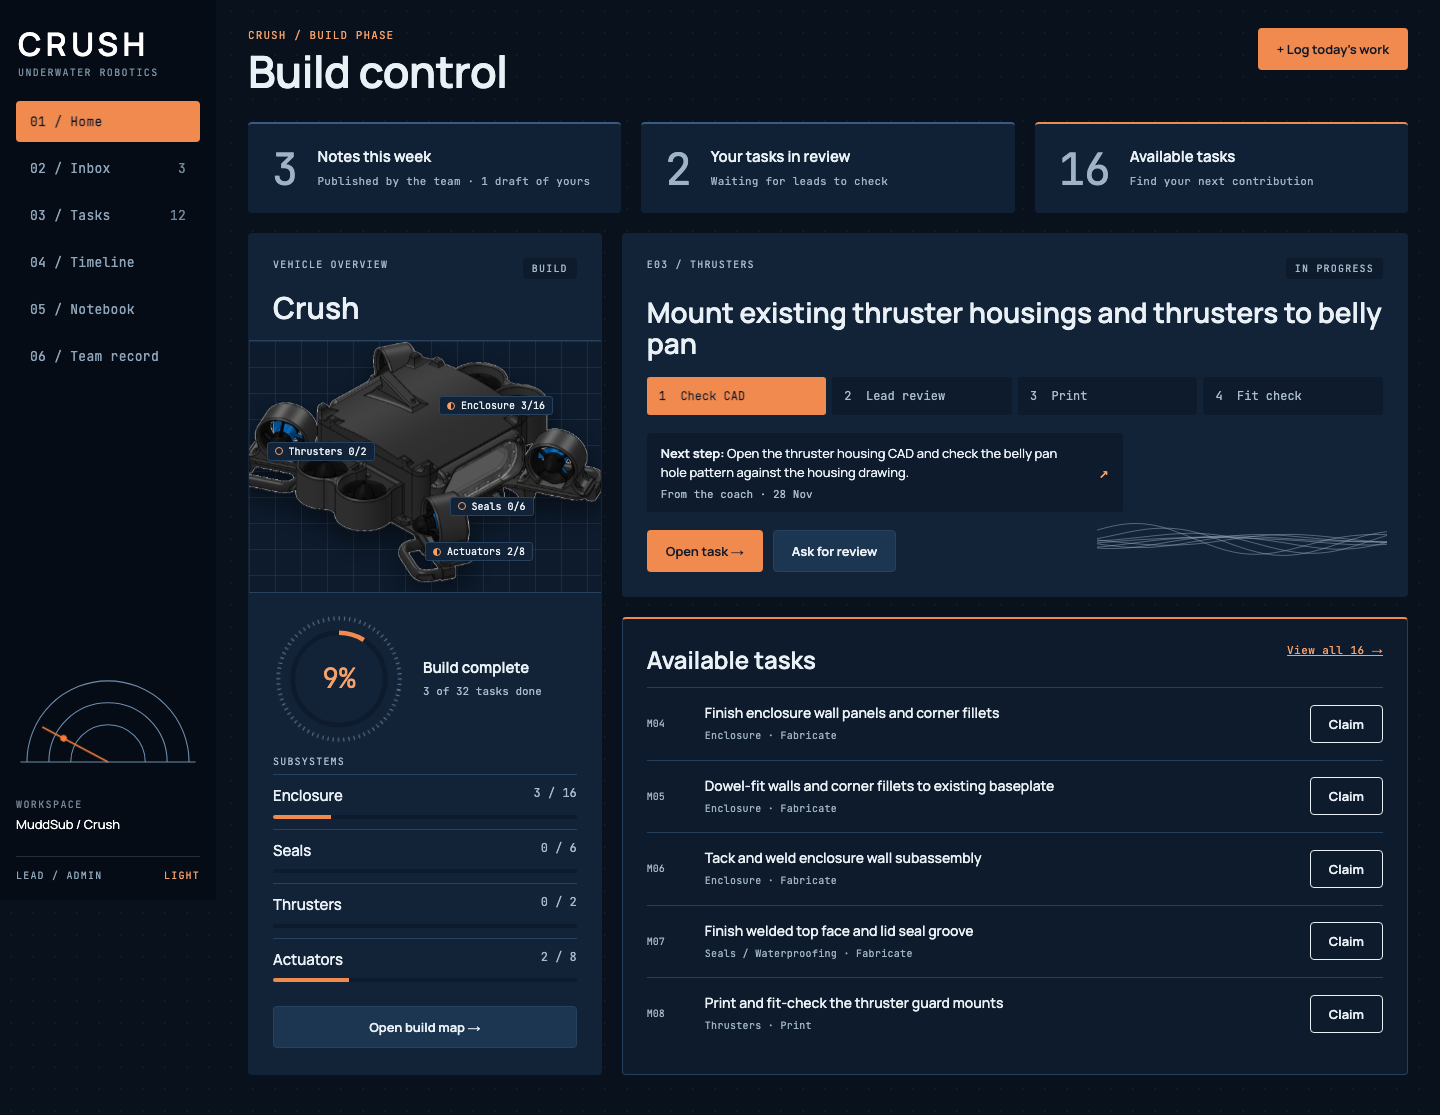 CRUSH
UNDERWATER ROBOTICS
01 / Home
02 / Inbox 3
03 / Tasks 12
04 / Timeline
05 / Notebook
06 / Team record
WORKSPACE
MuddSub / Crush
LEAD / ADMIN LIGHT
CRUSH / BUILD PHASE
Build control
+ Log today's work
3 Notes this week
Published by the team · 1 draft of yours
2 Your tasks in review
Waiting for leads to check
16 Available tasks
Find your next contribution
VEHICLE OVERVIEW BUILD
Crush
Enclosure 3/16
Thrusters 0/2
Seals 0/6
Actuators 2/8
9%
Build complete
3 of 32 tasks done
SUBSYSTEMS
Enclosure 3 / 16
Seals 0 / 6
Thrusters 0 / 2
Actuators 2 / 8
Open build map →
E03 / THRUSTERS IN PROGRESS
Mount existing thruster housings and thrusters to belly
pan
1 Check CAD 2 Lead review 3 Print 4 Fit check
Next step: Open the thruster housing CAD and check the belly pan
hole pattern against the housing drawing.
From the coach · 28 Nov
↗
Open task → Ask for review
Available tasks View all 16 →
M04 Finish enclosure wall panels and corner fillets Claim
Enclosure · Fabricate
M05 Dowel-fit walls and corner fillets to existing baseplate Claim
Enclosure · Fabricate
M06 Tack and weld enclosure wall subassembly Claim
Enclosure · Fabricate
M07 Finish welded top face and lid seal groove Claim
Seals / Waterproofing · Fabricate
M08 Print and fit-check the thruster guard mounts Claim
Thrusters · Print